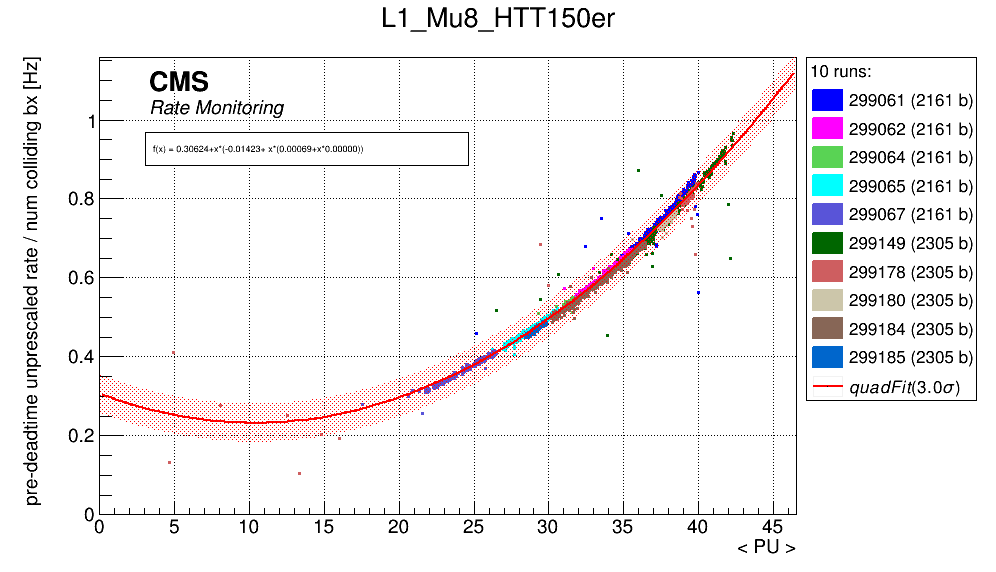 L1_Mu8_HTT150er
pre-deadtime unprescaled rate / num colliding bx [Hz]
CMS
Rate Monitoring
f(x) = 0.30624+x*(-0.01423+ x*(0.00069+x*0.00000))
1
0.8
0.6
0.4
0.2
0
0 5 10 15 20 25 30 35 40 45
< PU >
10 runs:
299061 (2161 b)
299062 (2161 b)
299064 (2161 b)
299065 (2161 b)
299067 (2161 b)
299149 (2305 b)
299178 (2305 b)
299180 (2305 b)
299184 (2305 b)
299185 (2305 b)
quadFit(3.0σ)